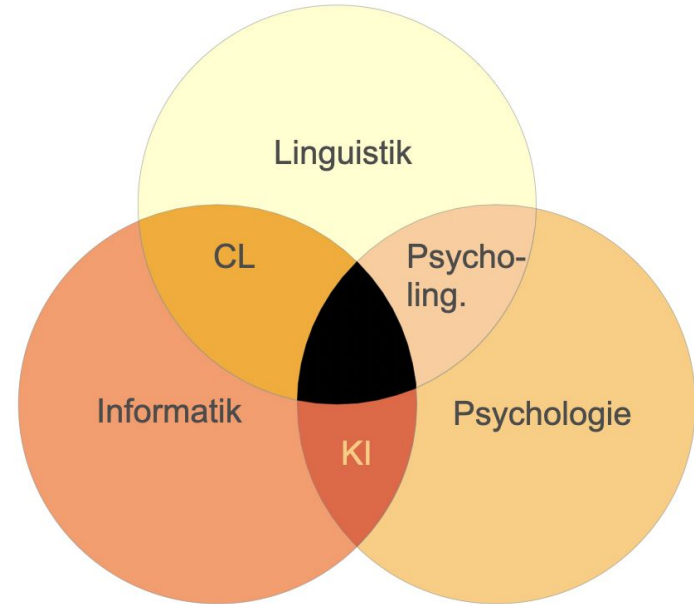 Linguistik
CL
Psycho-
ling.
Informatik
Psychologie
KI